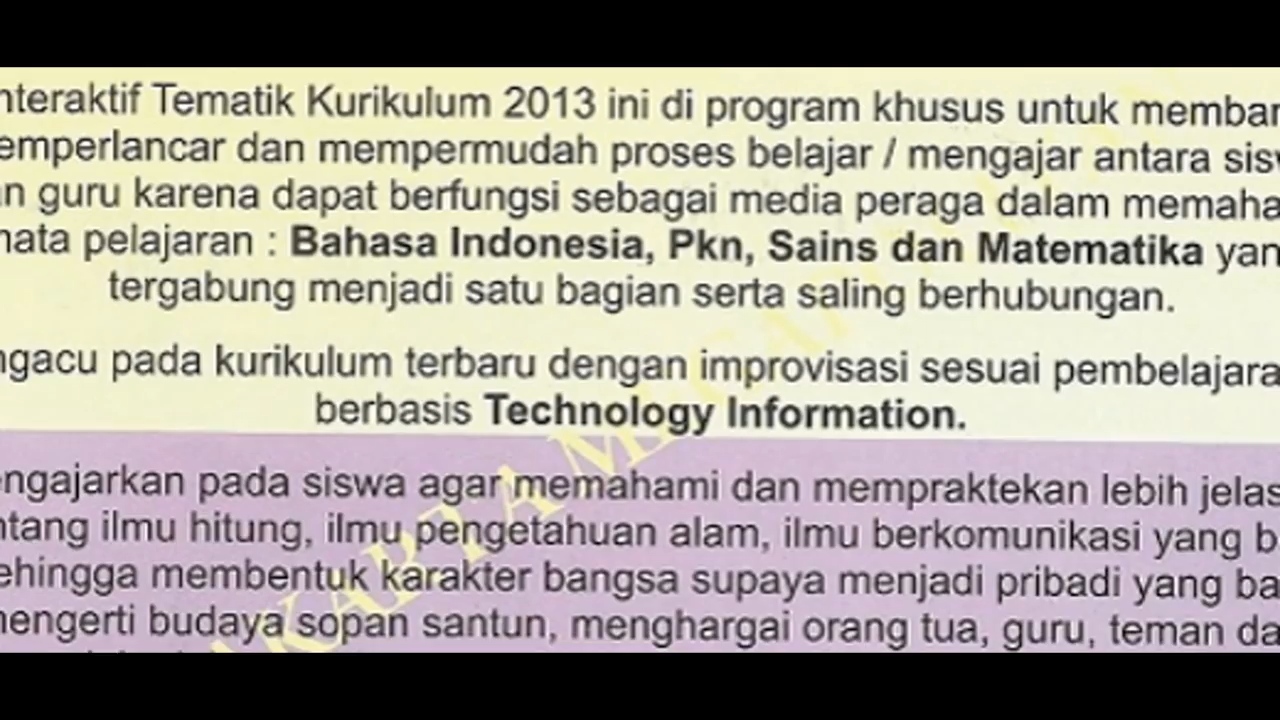 nteraktif Tematik Kurikulum 2013 ini di program khusus untuk memban
emperlancar dan mempermudah proses belajar / mengajar antara sisw
an guru karena dapat berfungsi sebagai media peraga dalam memaha
nata pelajaran : Bahasa Indonesia, Pkn, Sains dan Matematika yan
tergabung menjadi satu bagian serta saling berhubungan.
ngacu pada kurikulum terbaru dengan improvisasi sesuai pembelajara
berbasis Technology Information.
engajarkan pada siswa agar memahami dan mempraktekan lebih jelas
ntang ilmu hitung, ilmu pengetahuan alam, ilmu berkomunikasi yang b
ehingga membentuk karakter bangsa supaya menjadi pribadi yang ba
mengerti budaya sopan santun, menghargai orang tua, guru, teman da